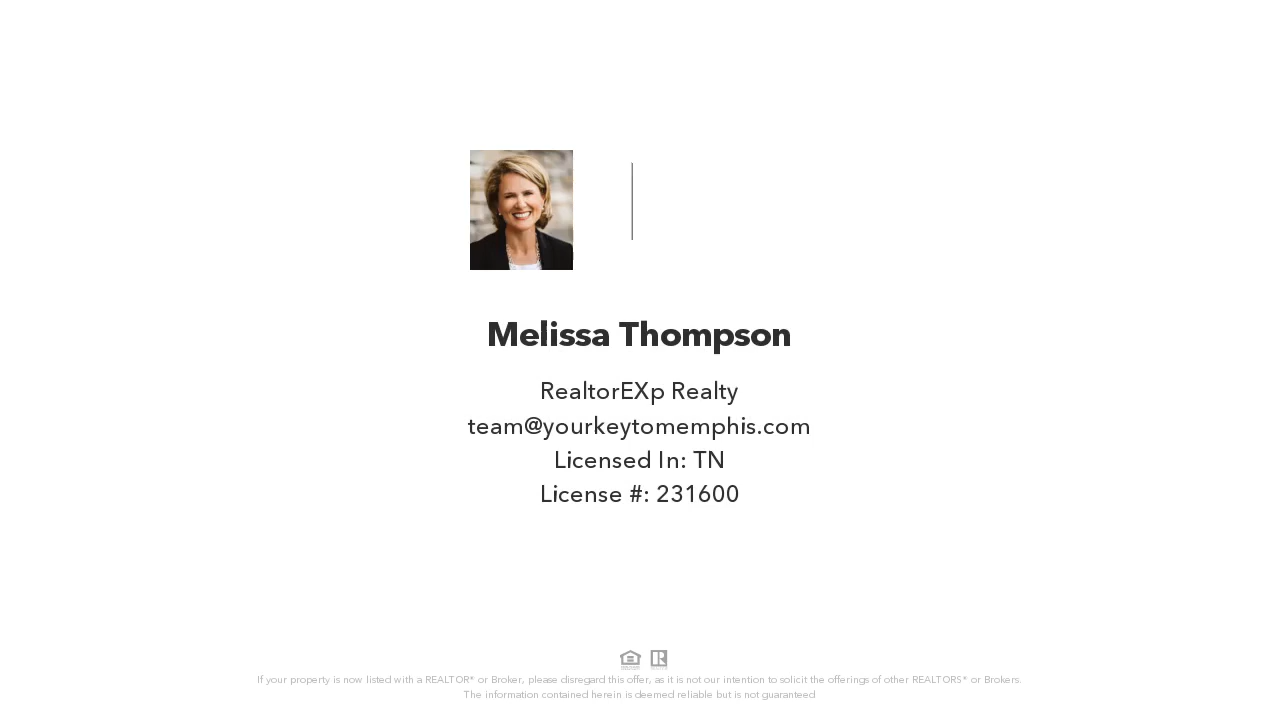 Melissa Thompson
RealtorEXp Realty
team@yourkeytomemphis.com
Licensed In: TN
License #: 231600
If your property is now listed with a REALTOR® or Broker, please disregard this offer, as it is not our intention to solicit the offerings of other REALTORS® or Brokers.
The information contained herein is deemed reliable but is not guaranteed